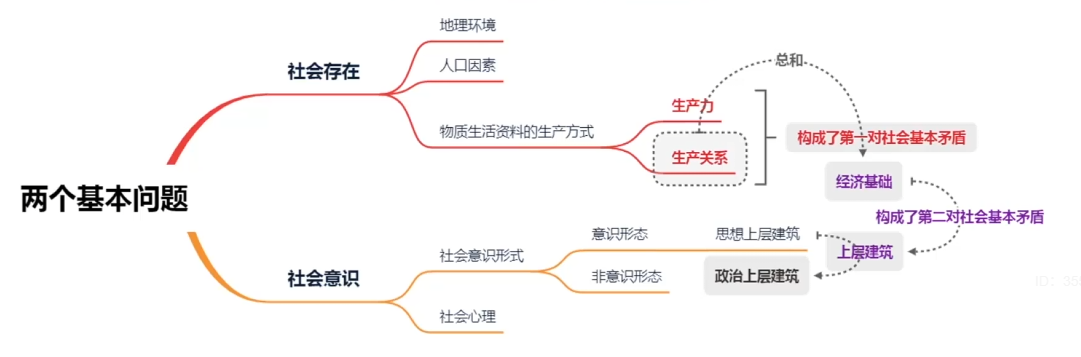 地理环境
总和
社会存在
人口因素
生产力
物质生活资料的生产方式
构成了第一对社会基本矛盾
生产关系
经济基础
两个基本问题
构成了第二对社会基本矛盾
意识形态
思想上层建筑
社会意识形式
上层建筑
社会意识
非意识形态
政治上层建筑
社会心理